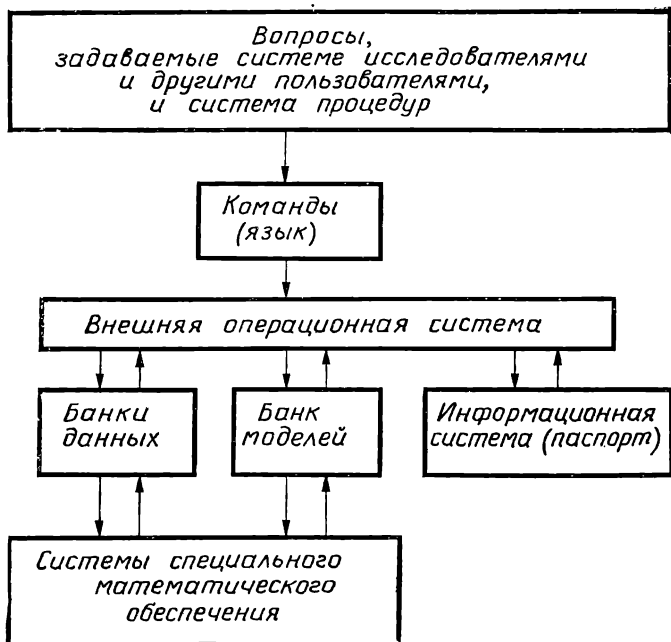 Вопросы,
задаваемые системе исследователями
и другими пользователями,
и система процедур
Команды
(язык)
Внешняя операционная система
Банки
данных
Банк
моделей
Информационная
система (паспорт)
Системы специального
математического
обеспечения